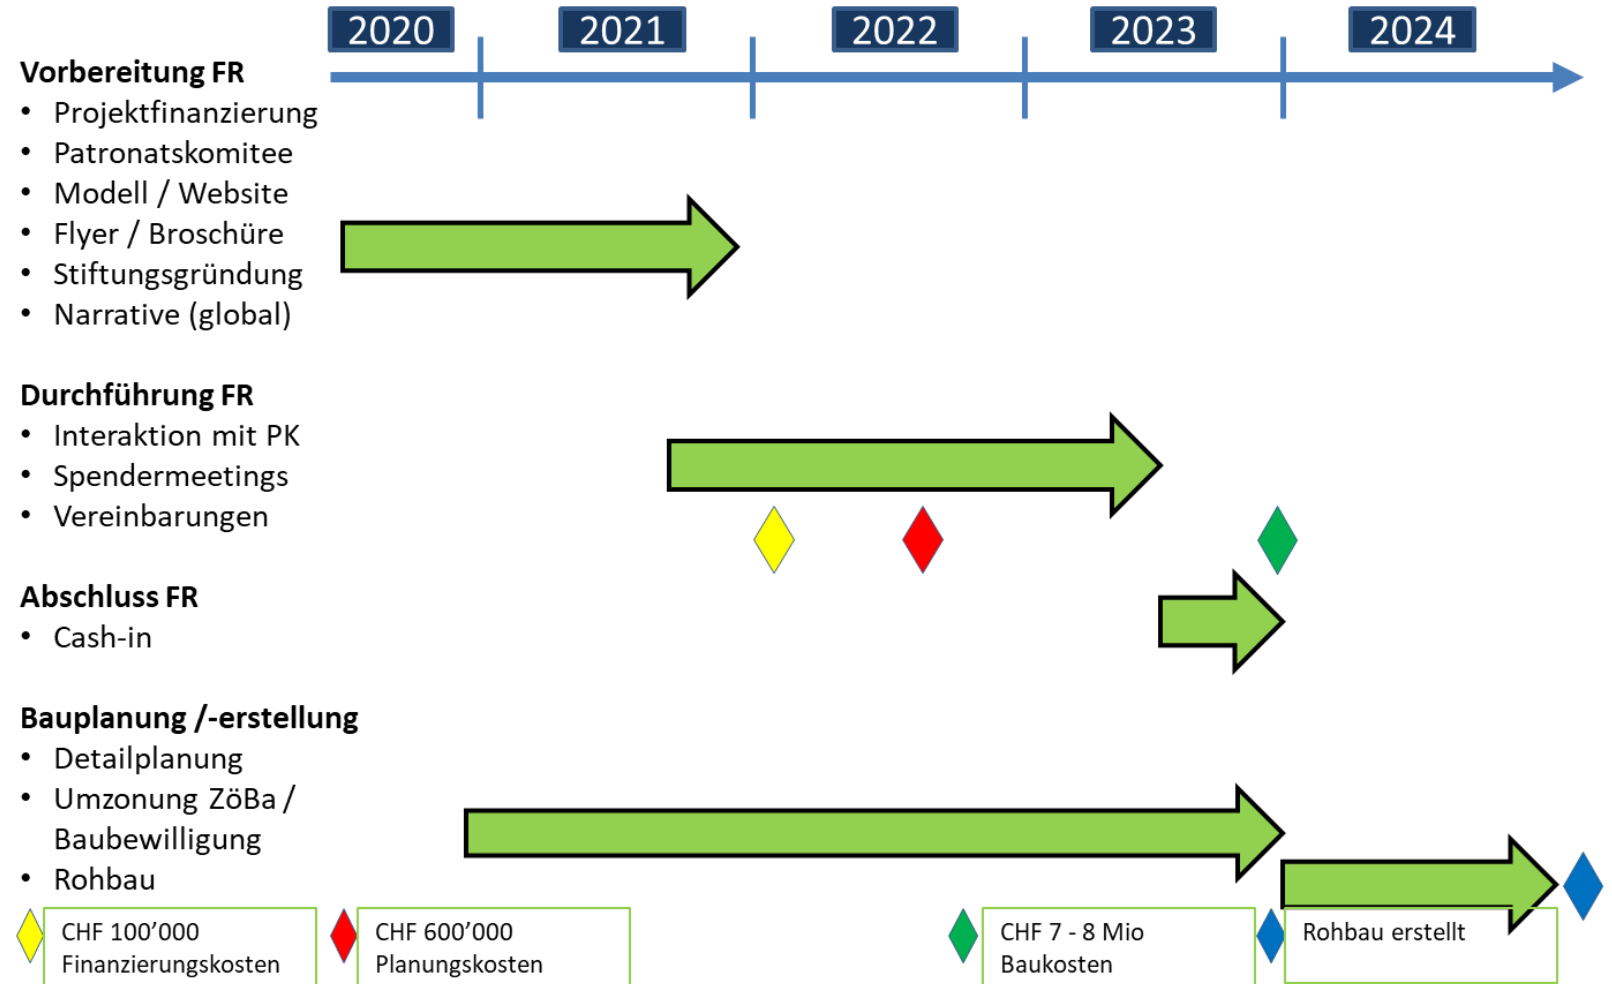 2020 2021 2022 2023 2024
Vorbereitung FR
• Projektfinanzierung
• Patronatskomitee
• Modell / Website
• Flyer / Broschüre
• Stiftungsgründung
• Narrative (global)
Durchführung FR
• Interaktion mit PK
• Spendermeetings
• Vereinbarungen
Abschluss FR
• Cash-in
Bauplanung /-erstellung
• Detailplanung
• Umzonung ZöBa /
Baubewilligung
• Rohbau
CHF 100’000
Finanzierungskosten
CHF 600’000
Planungskosten
CHF 7 - 8 Mio
Baukosten
Rohbau erstellt